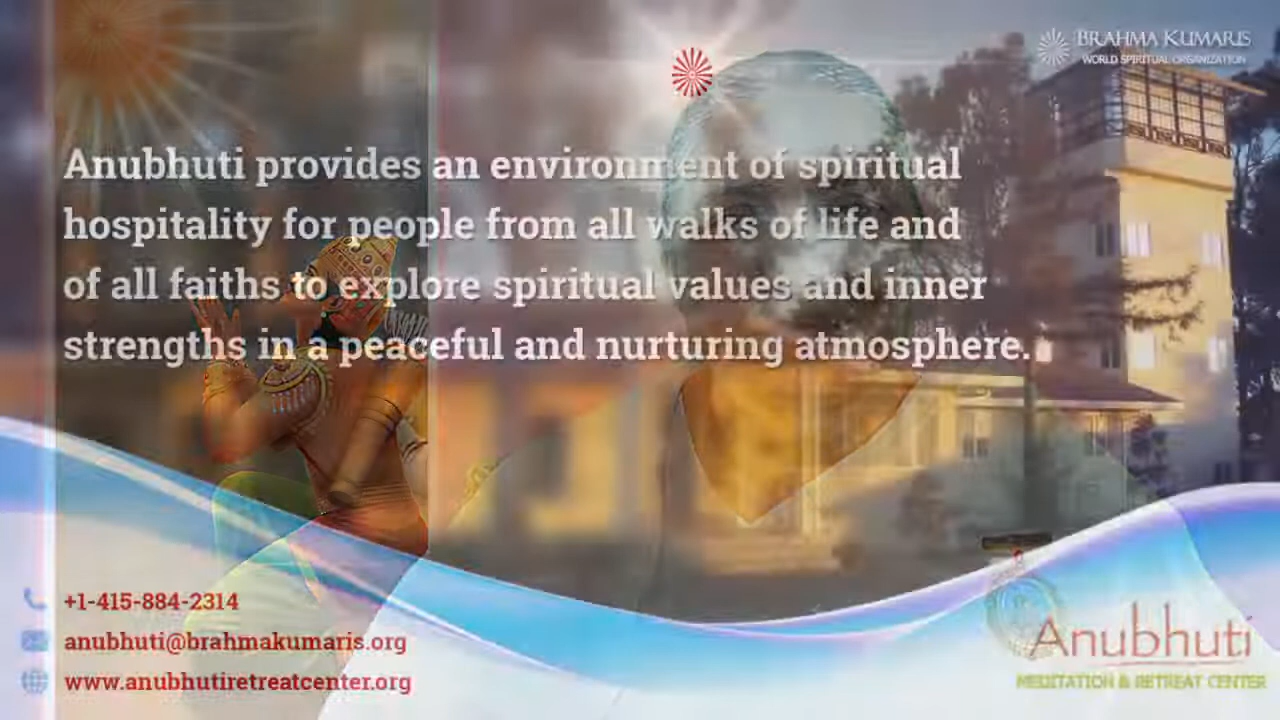 BRAHMA KUMARIS
WORLD SPIRITUAL ORGANIZATION
Anubhuti provides an environment of spiritual
hospitality for people from all walks of life and
of all faiths to explore spiritual values and inner
strengths in a peaceful and nurturing atmosphere.
+1-415-884-2314
anubhuti@brahmakumaris.org
www.anubhutiretreatcenter.org
Anubhuti
MEDITATION & RETREAT CENTER